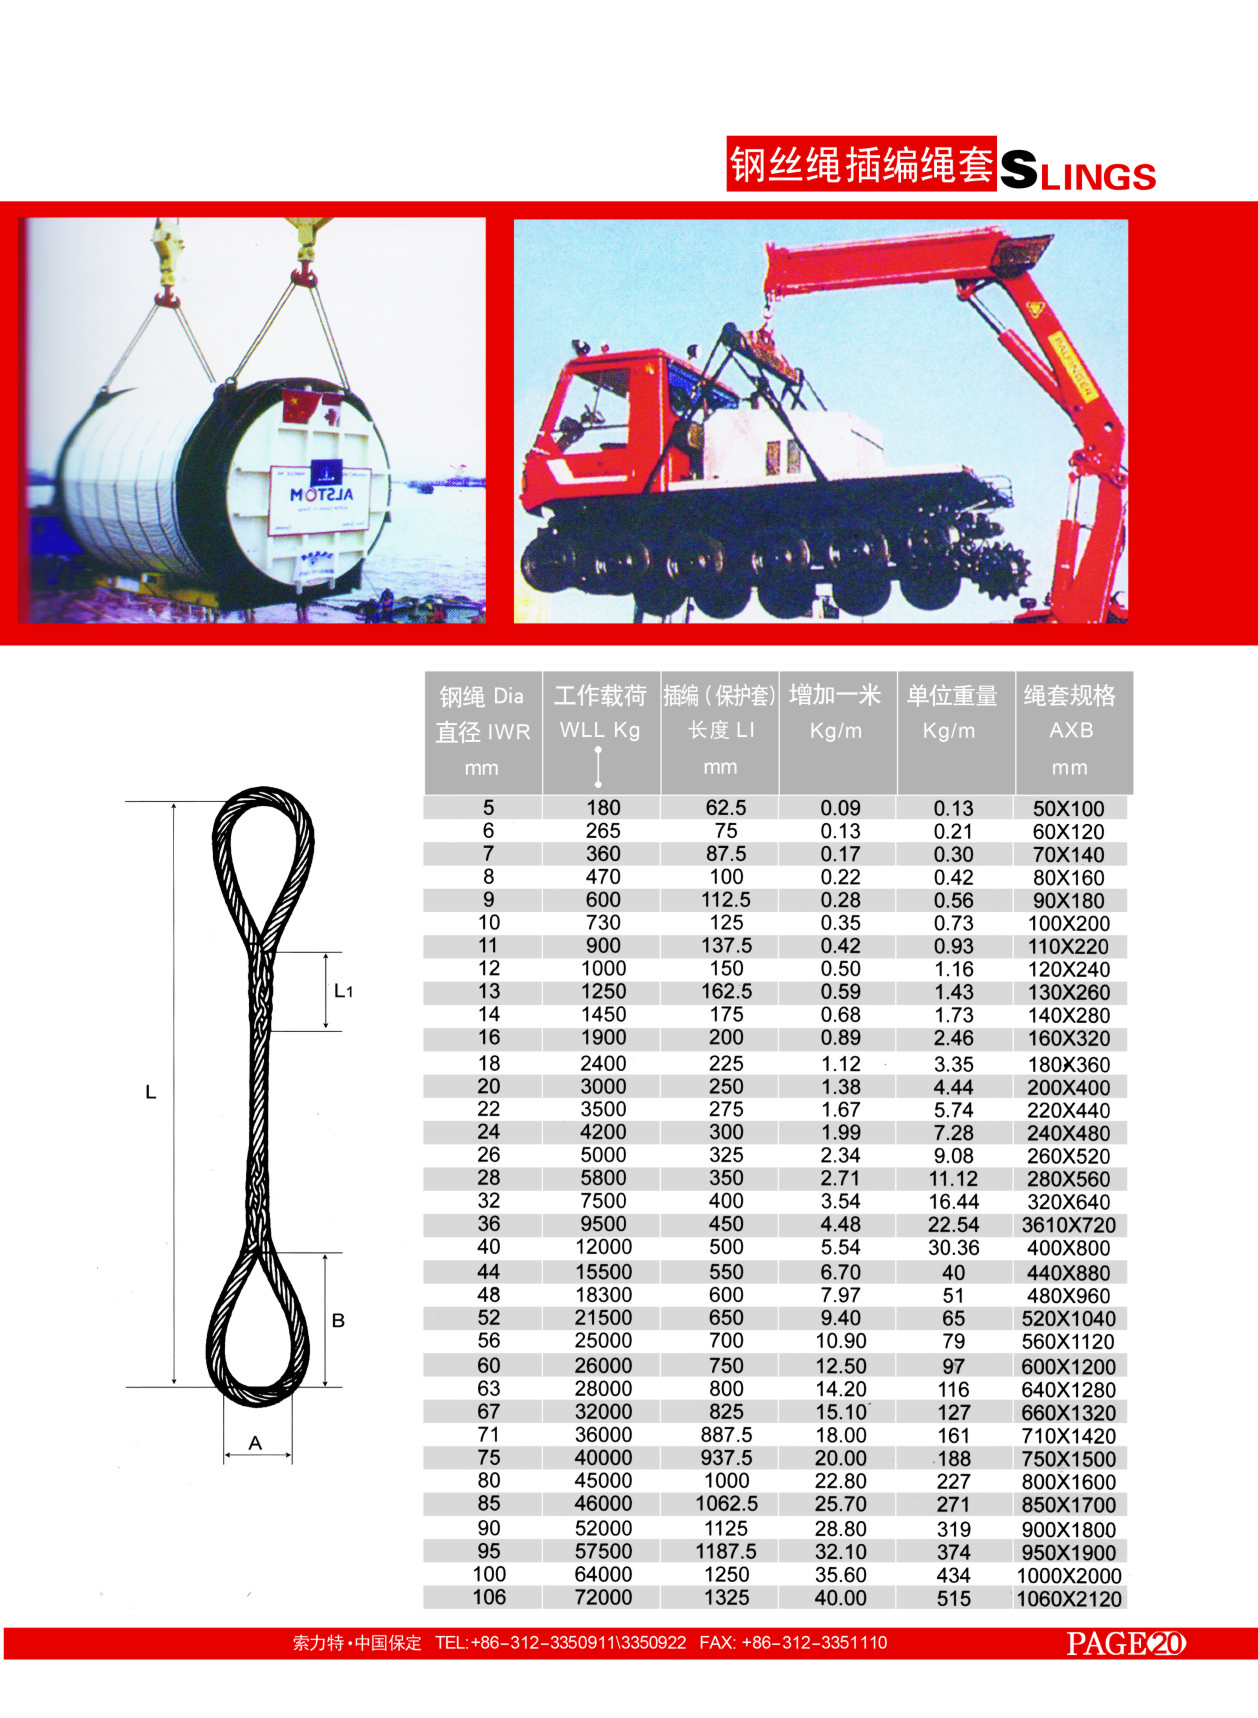 钢丝绳插编绳套 SLINGS
ALSTOM
PALFINGER
钢绳 Dia 工作载荷 插编（保护套） 增加一米 单位重量 绳套规格
直径 IWR WLL Kg 长度 LI Kg/m Kg/m AXB
mm mm mm
5 180 62.5 0.09 0.13 50X100
6 265 75 0.13 0.21 60X120
7 360 87.5 0.17 0.30 70X140
8 470 100 0.22 0.42 80X160
9 600 112.5 0.28 0.56 90X180
10 730 125 0.35 0.73 100X200
11 900 137.5 0.42 0.93 110X220
12 1000 150 0.50 1.16 120X240
13 1250 162.5 0.59 1.43 130X260
14 1450 175 0.68 1.73 140X280
16 1900 200 0.89 2.46 160X320
18 2400 225 1.12 3.35 180X360
20 3000 250 1.38 4.44 200X400
22 3500 275 1.67 5.74 220X440
24 4200 300 1.99 7.28 240X480
26 5000 325 2.34 9.08 260X520
28 5800 350 2.71 11.12 280X560
32 7500 400 3.54 16.44 320X640
36 9500 450 4.48 22.54 3610X720
40 12000 500 5.54 30.36 400X800
44 15500 550 6.70 40 440X880
48 18300 600 7.97 51 480X960
52 21500 650 9.40 65 520X1040
56 25000 700 10.90 79 560X1120
60 26000 750 12.50 97 600X1200
63 28000 800 14.20 116 640X1280
67 32000 825 15.10 127 660X1320
71 36000 887.5 18.00 161 710X1420
75 40000 937.5 20.00 188 750X1500
80 45000 1000 22.80 227 800X1600
85 46000 1062.5 25.70 271 850X1700
90 52000 1125 28.80 319 900X1800
95 57500 1187.5 32.10 374 950X1900
100 64000 1250 35.60 434 1000X2000
106 72000 1325 40.00 515 1060X2120
L1
L
B
A
索力特·中国保定 TEL:+86-312-3350911\3350922 FAX: +86-312-3351110
PAGE20